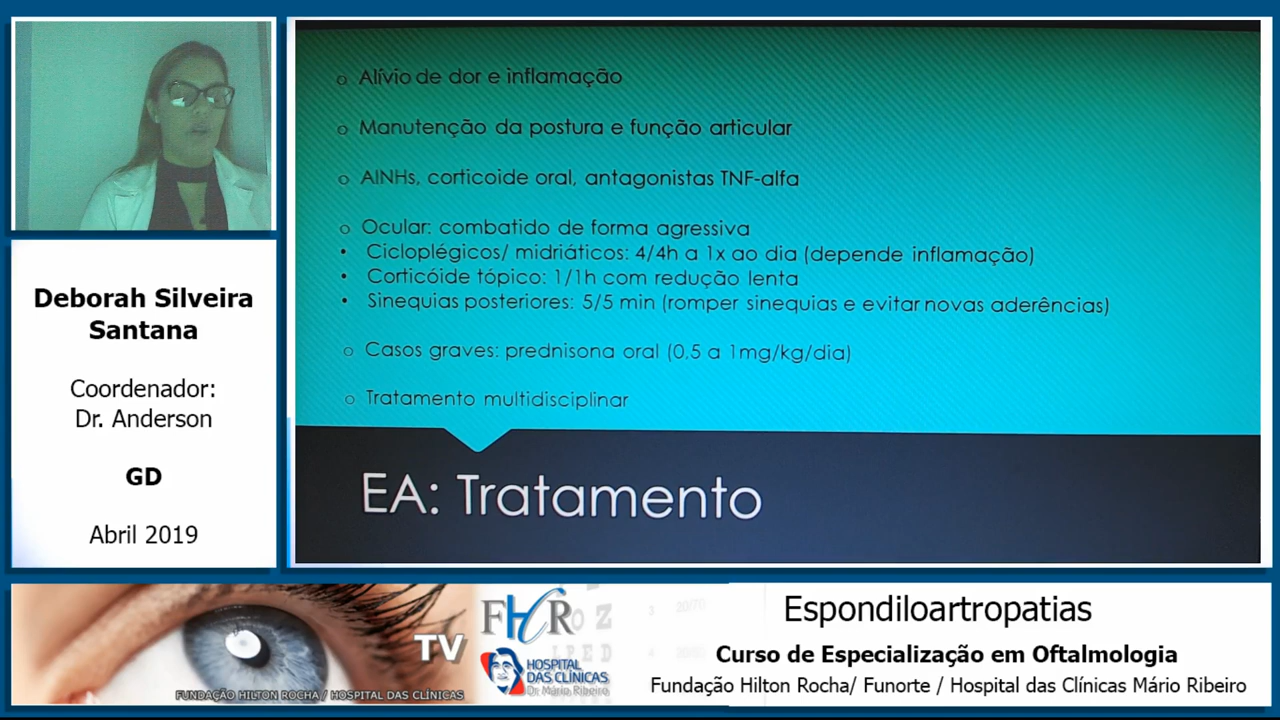 o Alívio de dor e inflamação
o Manutenção da postura e função articular
o AINHs, corticoide oral, antagonistas TNF-alfa
o Ocular: combatido de forma agressiva
• Cicloplégicos/ midriáticos: 4/4h a 1x ao dia (depende inflamação)
• Corticóide tópico: 1/1h com redução lenta
• Sinequias posteriores: 5/5 min (romper sinequias e evitar novas aderências)
o Casos graves: prednisona oral (0,5 a 1mg/kg/dia)
o Tratamento multidisciplinar
EA: Tratamento
Deborah Silveira
Santana
Coordenador:
Dr. Anderson
GD
Abril 2019
TV
FUNDAÇÃO HILTON ROCHA / HOSPITAL DAS CLÍNICAS
FHR
HOSPITAL
DAS CLÍNICAS
Dr. Mário Ribeiro
Espondiloartropatias
Curso de Especialização em Oftalmologia
Fundação Hilton Rocha/ Funorte / Hospital das Clínicas Mário Ribeiro